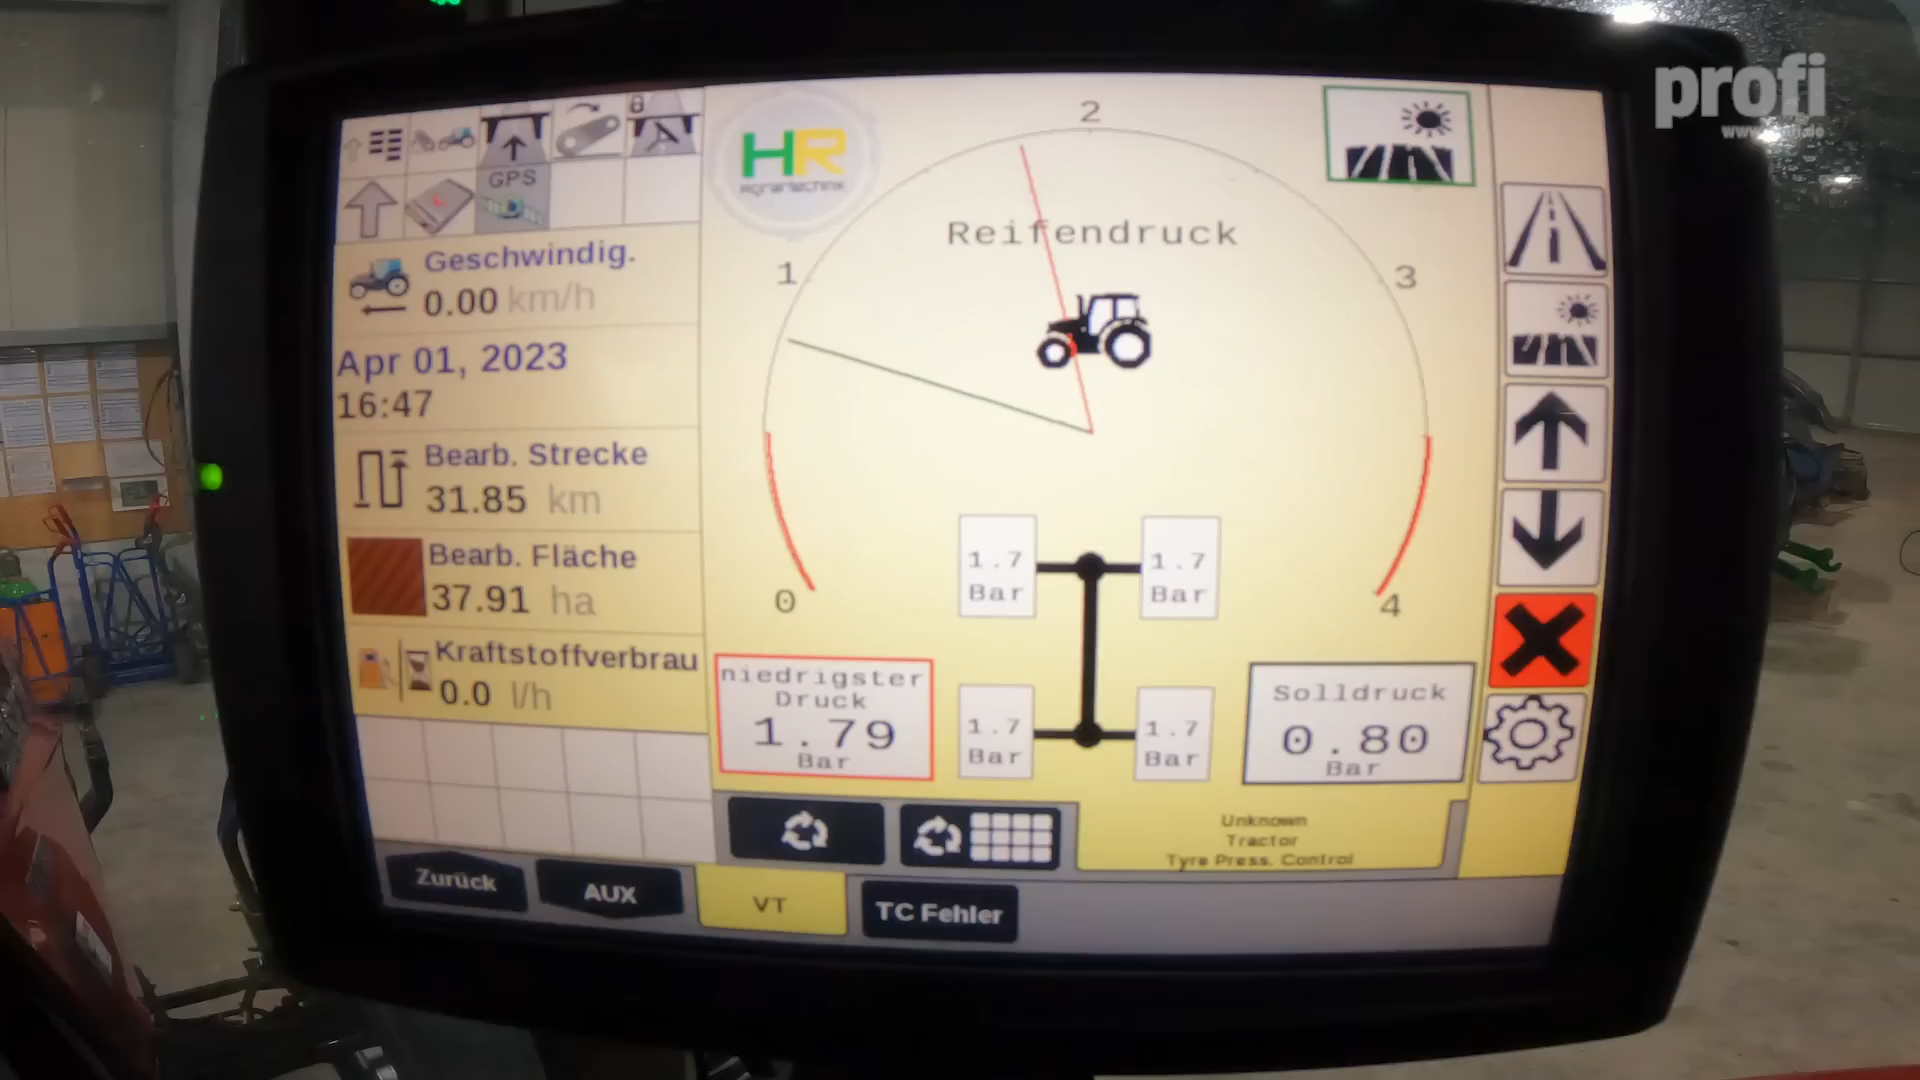 profi
GPS
Geschwindig.
0.00 km/h
Apr 01, 2023
16:47
Bearb. Strecke
31.85 km
Bearb. Fläche
37.91 ha
Kraftstoffverbrau
0.0 l/h
HR
Agrartechnik
Reifendruck
0
1
2
3
4
1.7
Bar
1.7
Bar
1.7
Bar
1.7
Bar
niedrigster
Druck
1.79
Bar
Solldruck
0.80
Bar
Unknown
Tractor
Tyre Press. Control
Zurück
AUX
VT
TC Fehler